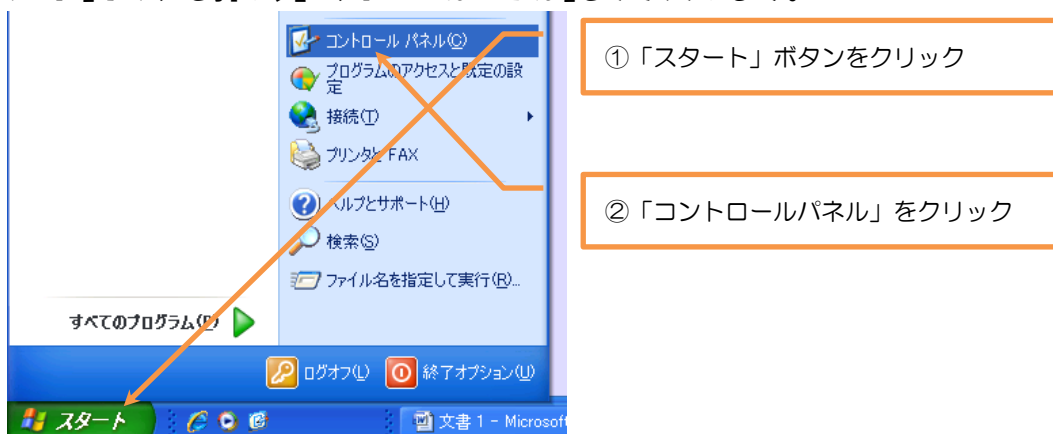 コントロール パネル(C)
プログラムのアクセスと既定の設
定
接続(T)
プリンタと FAX
ヘルプとサポート(H)
検索(S)
ファイル名を指定して実行(R)...
すべてのプログラム(P)
ログオフ(L)
終了オプション(U)
スタート
文書 1 - Microsoft
①「スタート」ボタンをクリック
②「コントロールパネル」をクリック